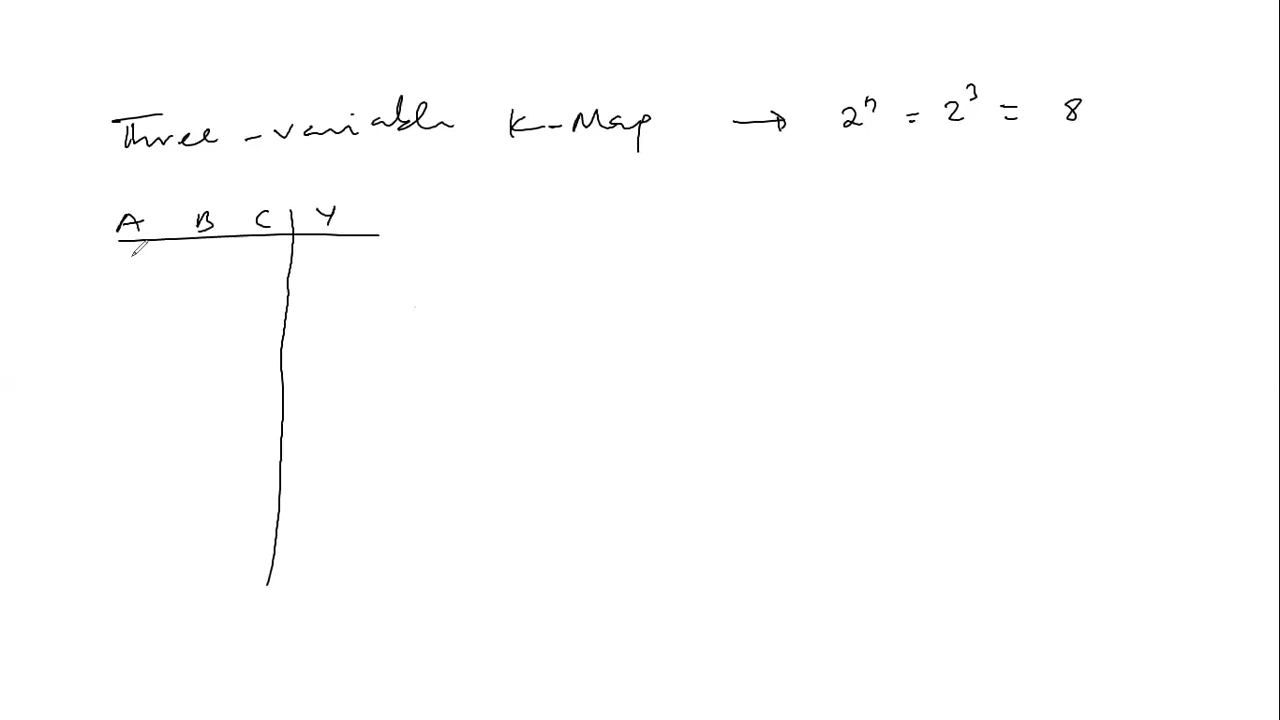 Three-variable K-Map → 2ⁿ = 2³ = 8
A B C Y